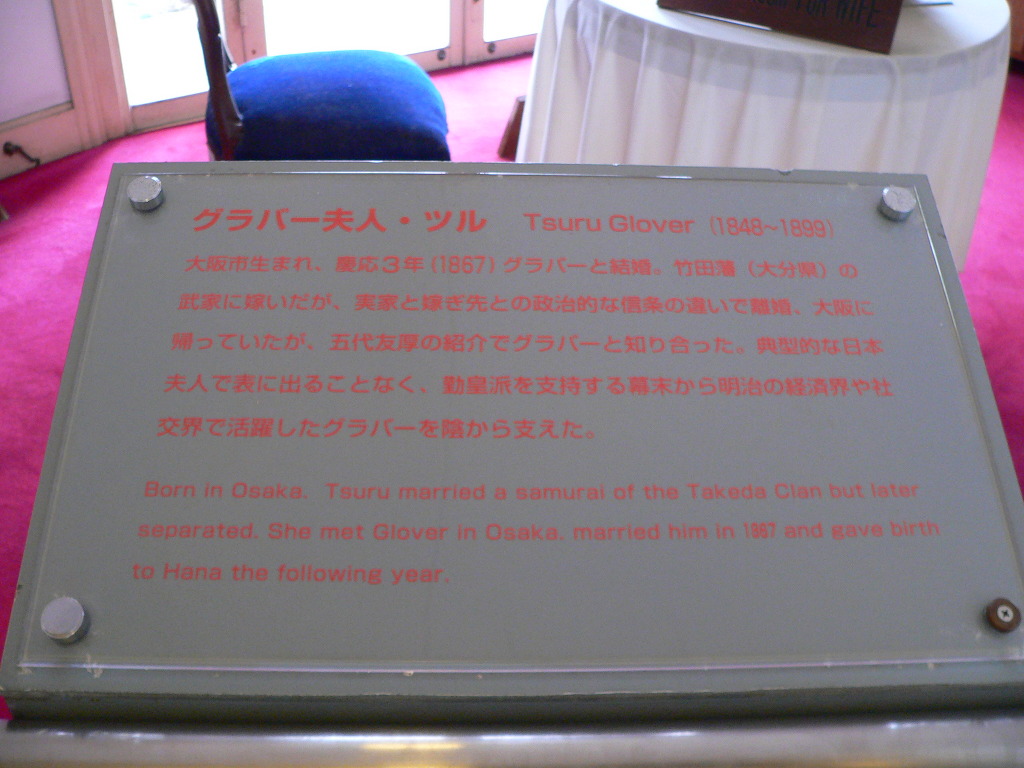 FOR WIFE
グラバー夫人・ツル Tsuru Glover (1848～1899)
大阪市生まれ、慶応3年(1867)グラバーと結婚。竹田藩（大分県）の
武家に嫁いだが、実家と嫁ぎ先との政治的な信条の違いで離婚、大阪に
帰っていたが、五代友厚の紹介でグラバーと知り合った。典型的な日本
夫人で表に出ることなく、勤皇派を支持する幕末から明治の経済界や社
交界で活躍したグラバーを陰から支えた。
Born in Osaka. Tsuru married a samurai of the Takeda Clan but later
separated. She met Glover in Osaka, married him in 1867 and gave birth
to Hana the following year.